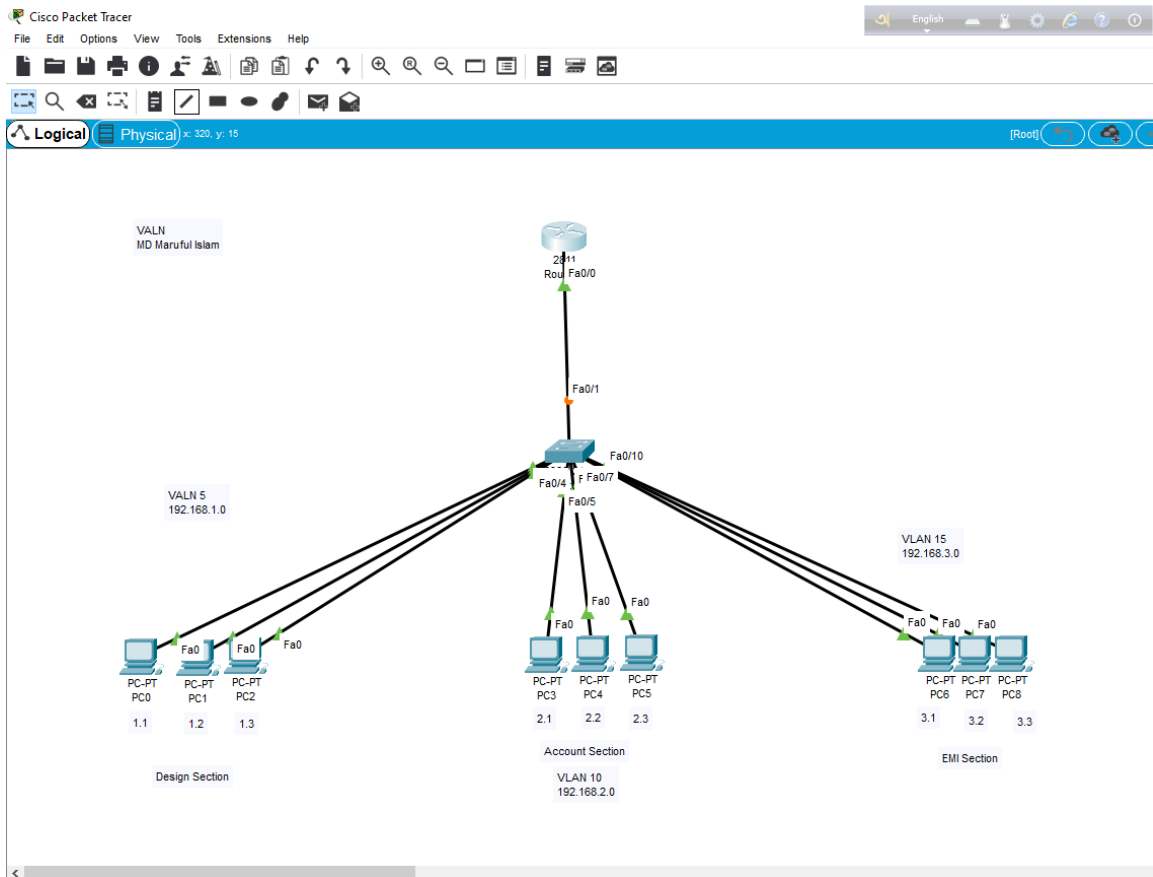 Cisco Packet Tracer
English
File Edit Options View Tools Extensions Help
Logical Physical x: 320, y: 15 [Root]
VALN
MD Maruful Islam
2811
Rou Fa0/0
Fa0/1
Fa0/10
Fa0/4 F Fa0/7
Fa0/5
VALN 5
192.168.1.0
VLAN 15
192.168.3.0
Fa0 Fa0 Fa0
Fa0 Fa0 Fa0
Fa0 Fa0 Fa0
PC-PT PC-PT PC-PT
PC0 PC1 PC2
1.1 1.2 1.3
Design Section
PC-PT PC-PT PC-PT
PC3 PC4 PC5
2.1 2.2 2.3
Account Section
VLAN 10
192.168.2.0
PC-PT PC-PT PC-PT
PC6 PC7 PC8
3.1 3.2 3.3
EMI Section